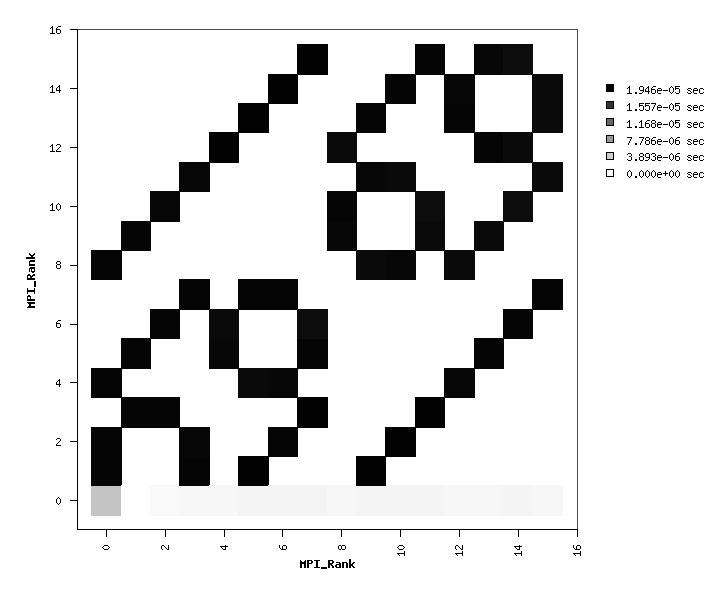 16
14
12
10
8
6
4
2
0
MPI_Rank
0 2 4 6 8 10 12 14 16
MPI_Rank
1.946e-05 sec
1.557e-05 sec
1.168e-05 sec
7.786e-06 sec
3.893e-06 sec
0.000e+00 sec